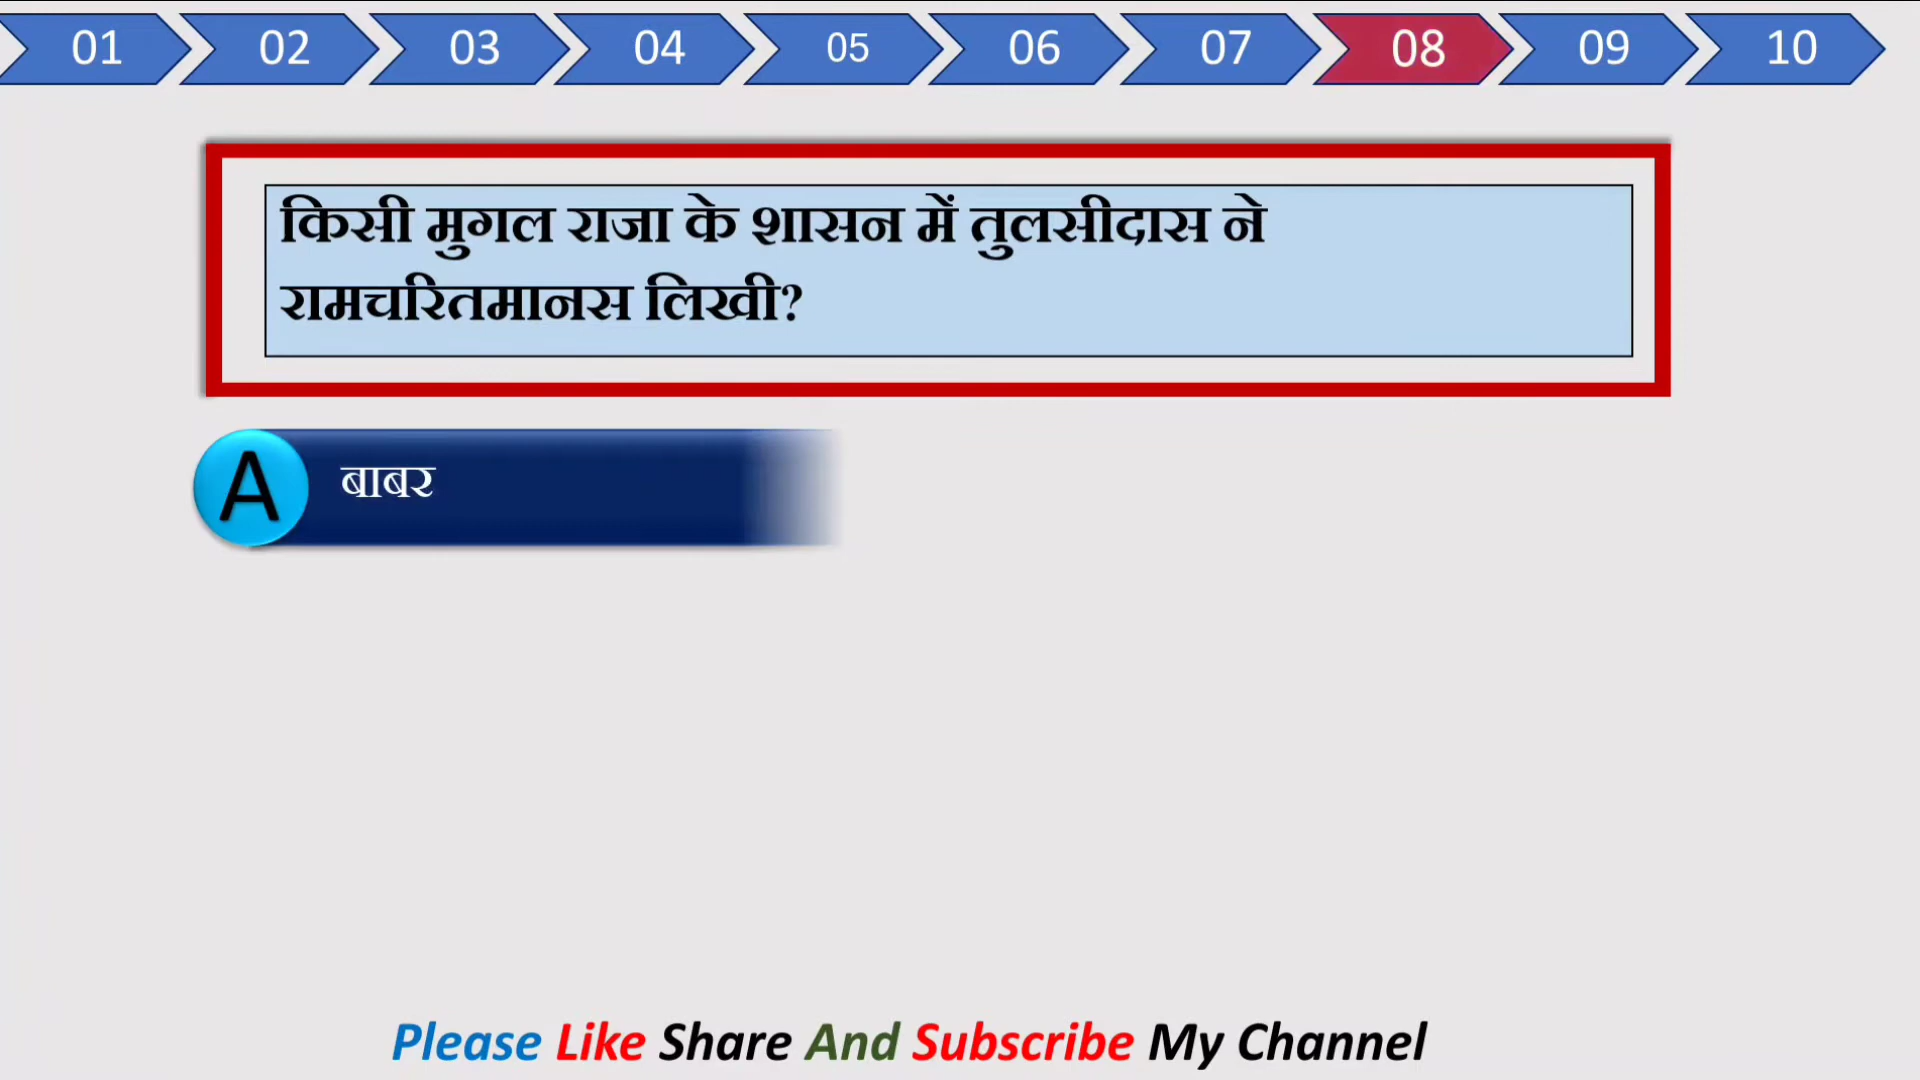 01 02 03 04 05 06 07 08 09 10
किसी मुगल राजा के शासन में तुलसीदास ने
रामचरितमानस लिखी?
A बाबर
Please Like Share And Subscribe My Channel